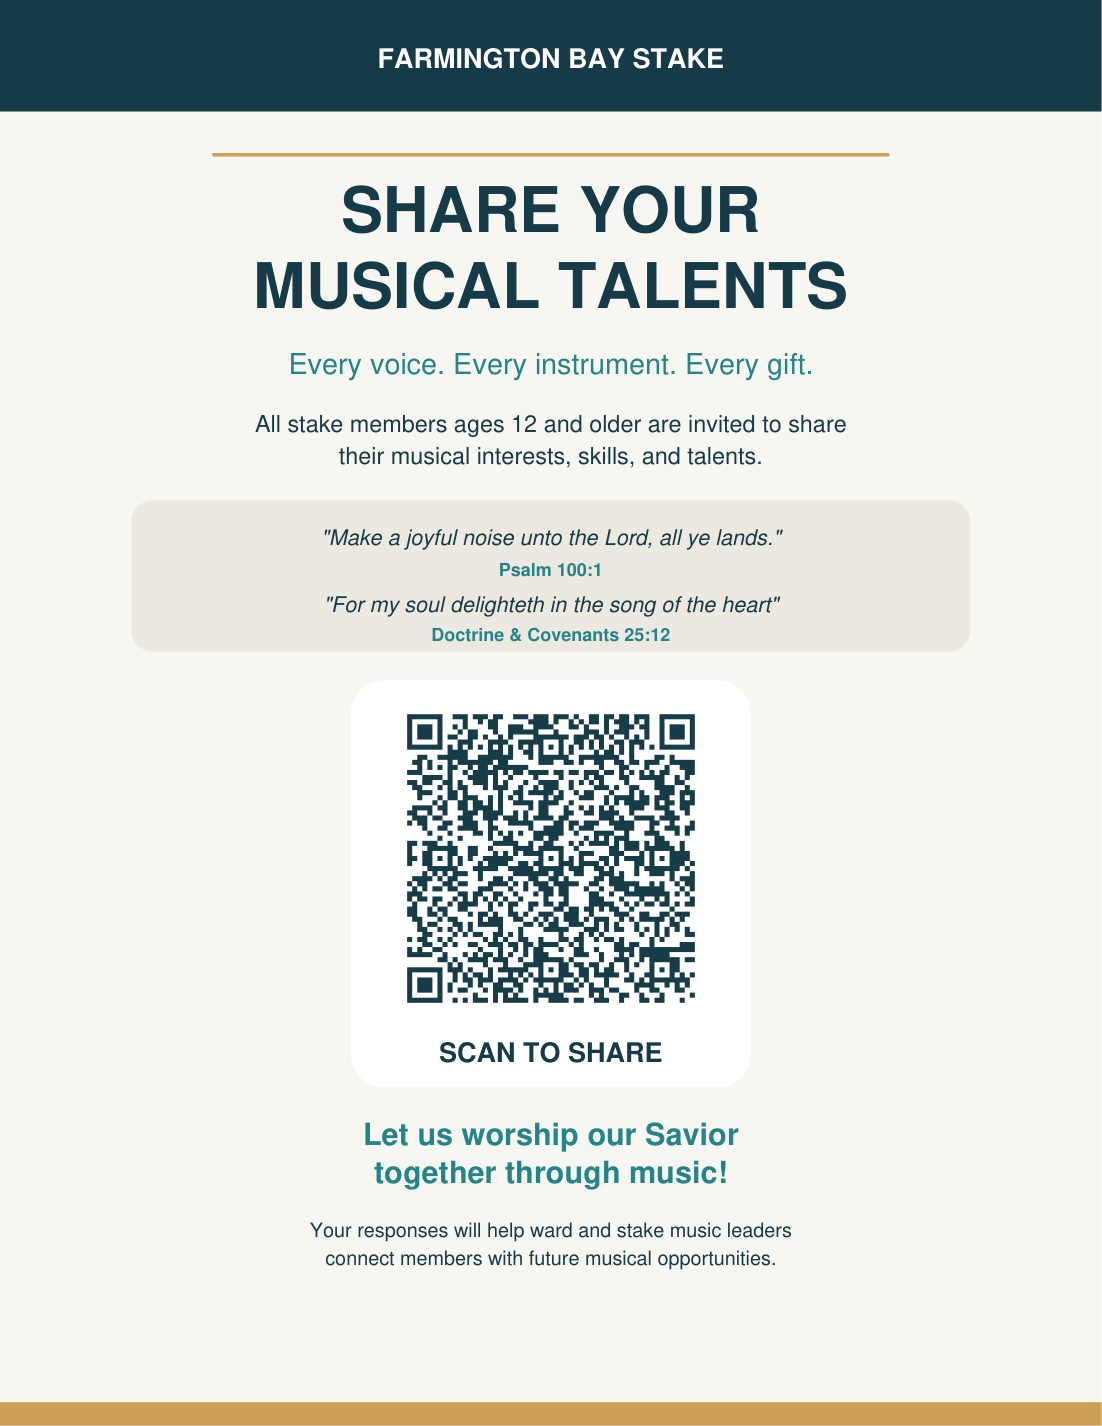 FARMINGTON BAY STAKE
SHARE YOUR
MUSICAL TALENTS
Every voice. Every instrument. Every gift.
All stake members ages 12 and older are invited to share
their musical interests, skills, and talents.
"Make a joyful noise unto the Lord, all ye lands."
Psalm 100:1
"For my soul delighteth in the song of the heart"
Doctrine & Covenants 25:12
SCAN TO SHARE
Let us worship our Savior
together through music!
Your responses will help ward and stake music leaders
connect members with future musical opportunities.